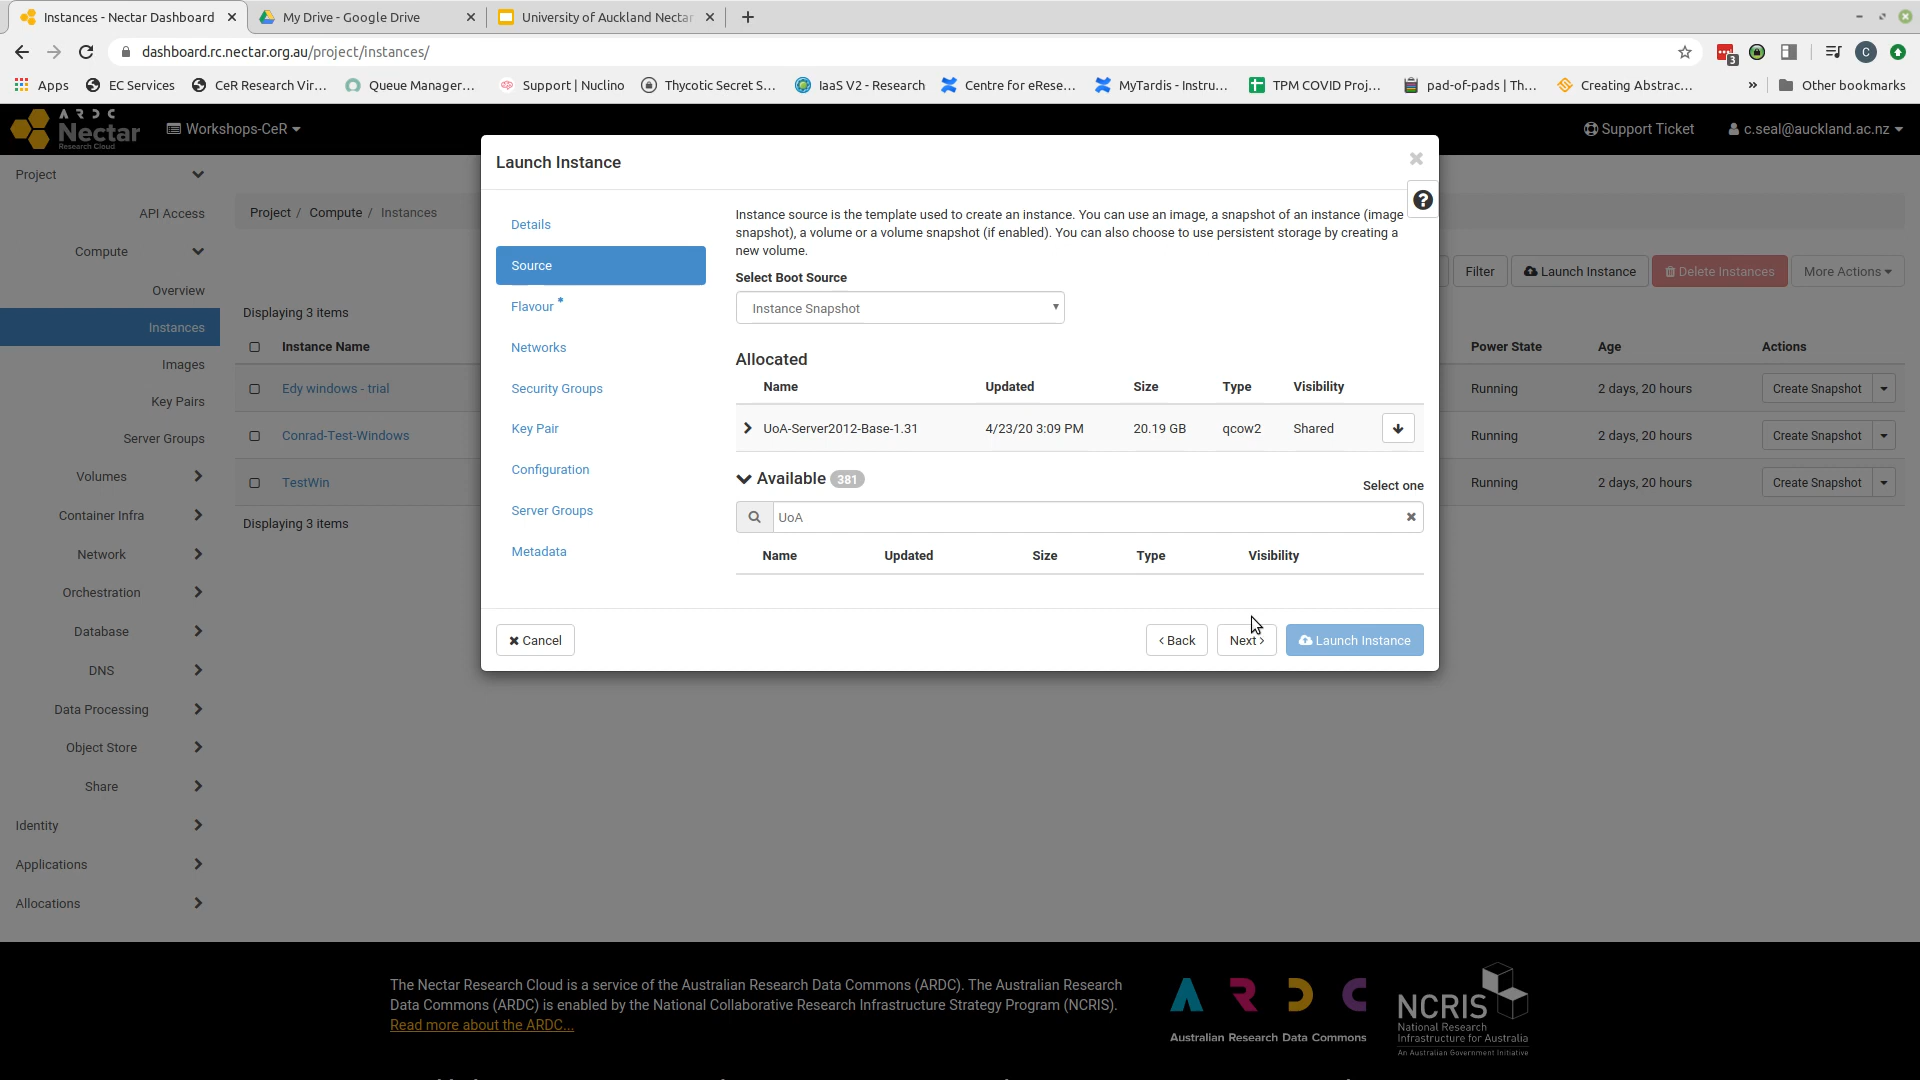 Instances - Nectar Dashboard
My Drive - Google Drive
University of Auckland Nectar
dashboard.rc.nectar.org.au/project/instances/
3
C
Apps
EC Services
CeR Research Vir...
Queue Manager...
Support | Nuclino
Thycotic Secret S...
IaaS V2 - Research
Centre for eRese...
MyTardis - Instru...
TPM COVID Proj...
pad-of-pads | Th...
Creating Abstrac...
»
Other bookmarks
ARDC
Nectar
Research Cloud
Workshops-CeR
Support Ticket
c.seal@auckland.ac.nz
Project
API Access
Compute
Overview
Instances
Images
Key Pairs
Server Groups
Volumes
Container Infra
Network
Orchestration
Database
DNS
Data Processing
Object Store
Share
Identity
Applications
Allocations
Project / Compute / Instances
Filter
Launch Instance
Delete Instances
More Actions
Displaying 3 items
Instance Name
Power State
Age
Actions
Edy windows - trial
Running
2 days, 20 hours
Create Snapshot
Conrad-Test-Windows
Running
2 days, 20 hours
Create Snapshot
TestWin
Running
2 days, 20 hours
Create Snapshot
Displaying 3 items
Launch Instance
Details
Source
Flavour *
Networks
Security Groups
Key Pair
Configuration
Server Groups
Metadata
Instance source is the template used to create an instance. You can use an image, a snapshot of an instance (image
snapshot), a volume or a volume snapshot (if enabled). You can also choose to use persistent storage by creating a
new volume.
Select Boot Source
Instance Snapshot
Allocated
Name Updated Size Type Visibility
UoA-Server2012-Base-1.31 4/23/20 3:09 PM 20.19 GB qcow2 Shared
Available 381
Select one
UoA
Name Updated Size Type Visibility
Cancel
Back
Next
Launch Instance
The Nectar Research Cloud is a service of the Australian Research Data Commons (ARDC). The Australian Research
Data Commons (ARDC) is enabled by the National Collaborative Research Infrastructure Strategy Program (NCRIS).
Read more about the ARDC...
ARDC
Australian Research Data Commons
NCRIS
National Research
Infrastructure for Australia
An Australian Government Initiative